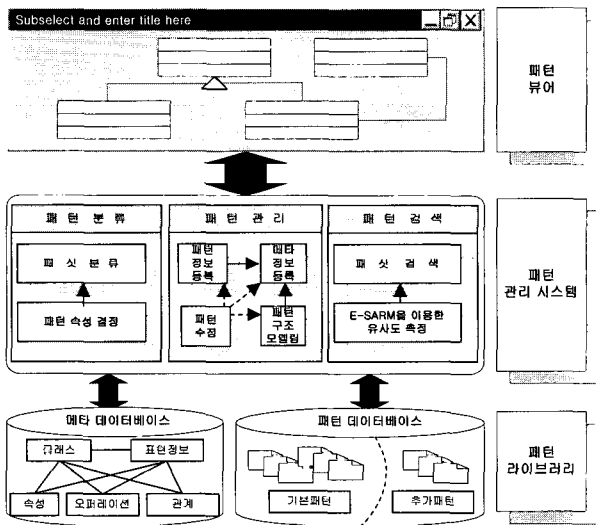 Subselect and enter title here
패턴
뷰어
패턴분류
패턴관리
패턴검색
패싯분류
패턴
정보
등록
메타
정보
등록
패싯검색
패턴 속성 결정
패턴
수정
패턴
구조
모델링
E-SARM을 이용한
유사도 측정
패턴
관리 시스템
메타 데이터베이스
패턴 데이터베이스
클래스
표현정보
속성
오퍼레이션
관계
기본패턴
추가패턴
패턴
라이브러리